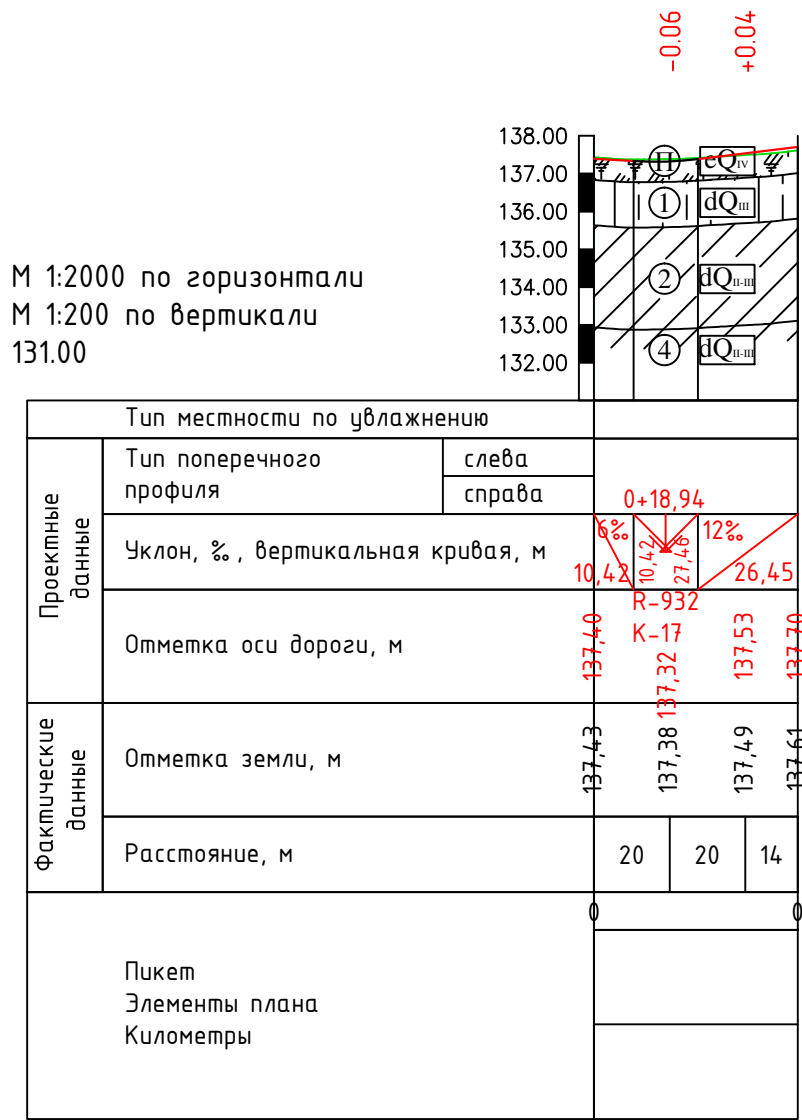 -0.06
+0.04
138.00
137.00
136.00
135.00
134.00
133.00
132.00
П
eQIV
1
dQIII
2
dQII-III
4
dQII-III
М 1:2000 по горизонтали
М 1:200 по вертикали
131.00
Тип местности по увлажнению
Проектные данные
Тип поперечного профиля
слева
справа
0+18,94
Уклон, ‰, вертикальная кривая, м
6‰
10,42
10,42
27,46
12‰
26,45
R-932
К-17
Отметка оси дороги, м
137,40
137,32
137,53
137,70
Фактические данные
Отметка земли, м
137,43
137,38
137,49
137,61
Расстояние, м
20
20
14
0
0
Пикет
Элементы плана
Километры